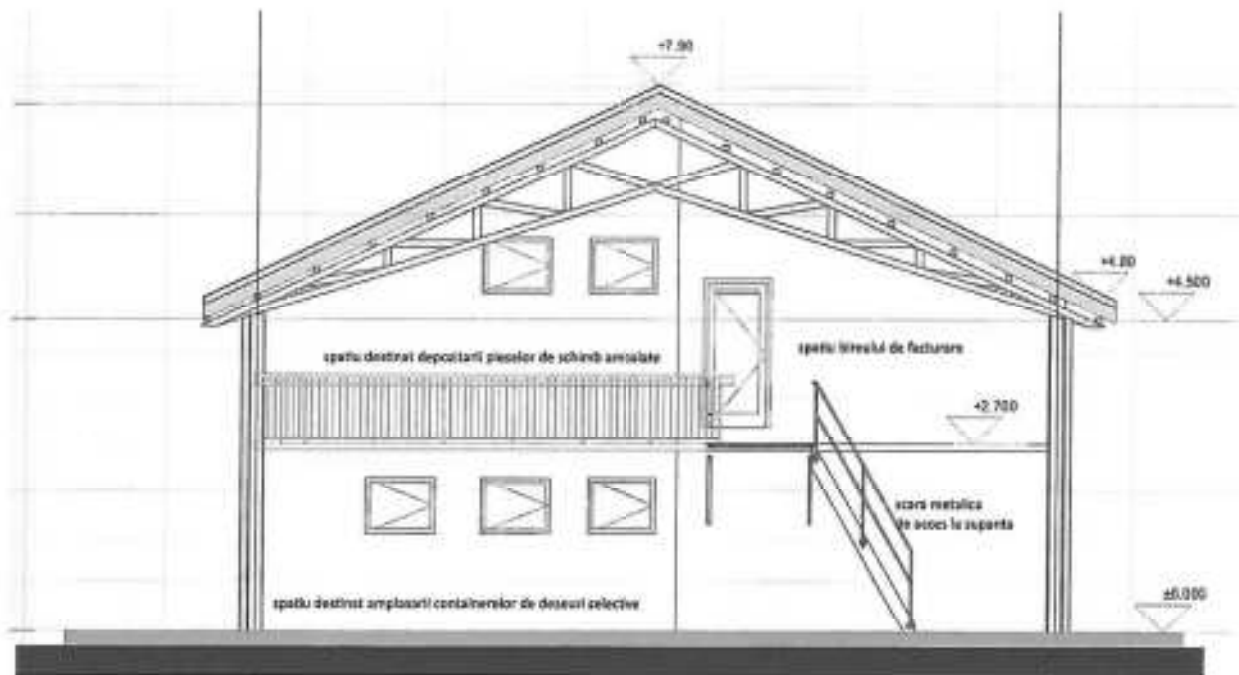 +7.90
+4.80
+4.500
spatiu destinat depozitarii pieselor de schimb ambalate
spatiu biroului de facturare
+2.700
scara metalica
de acces la supanta
±0.000
spatiu destinat amplasarii containerelor de deseuri selective